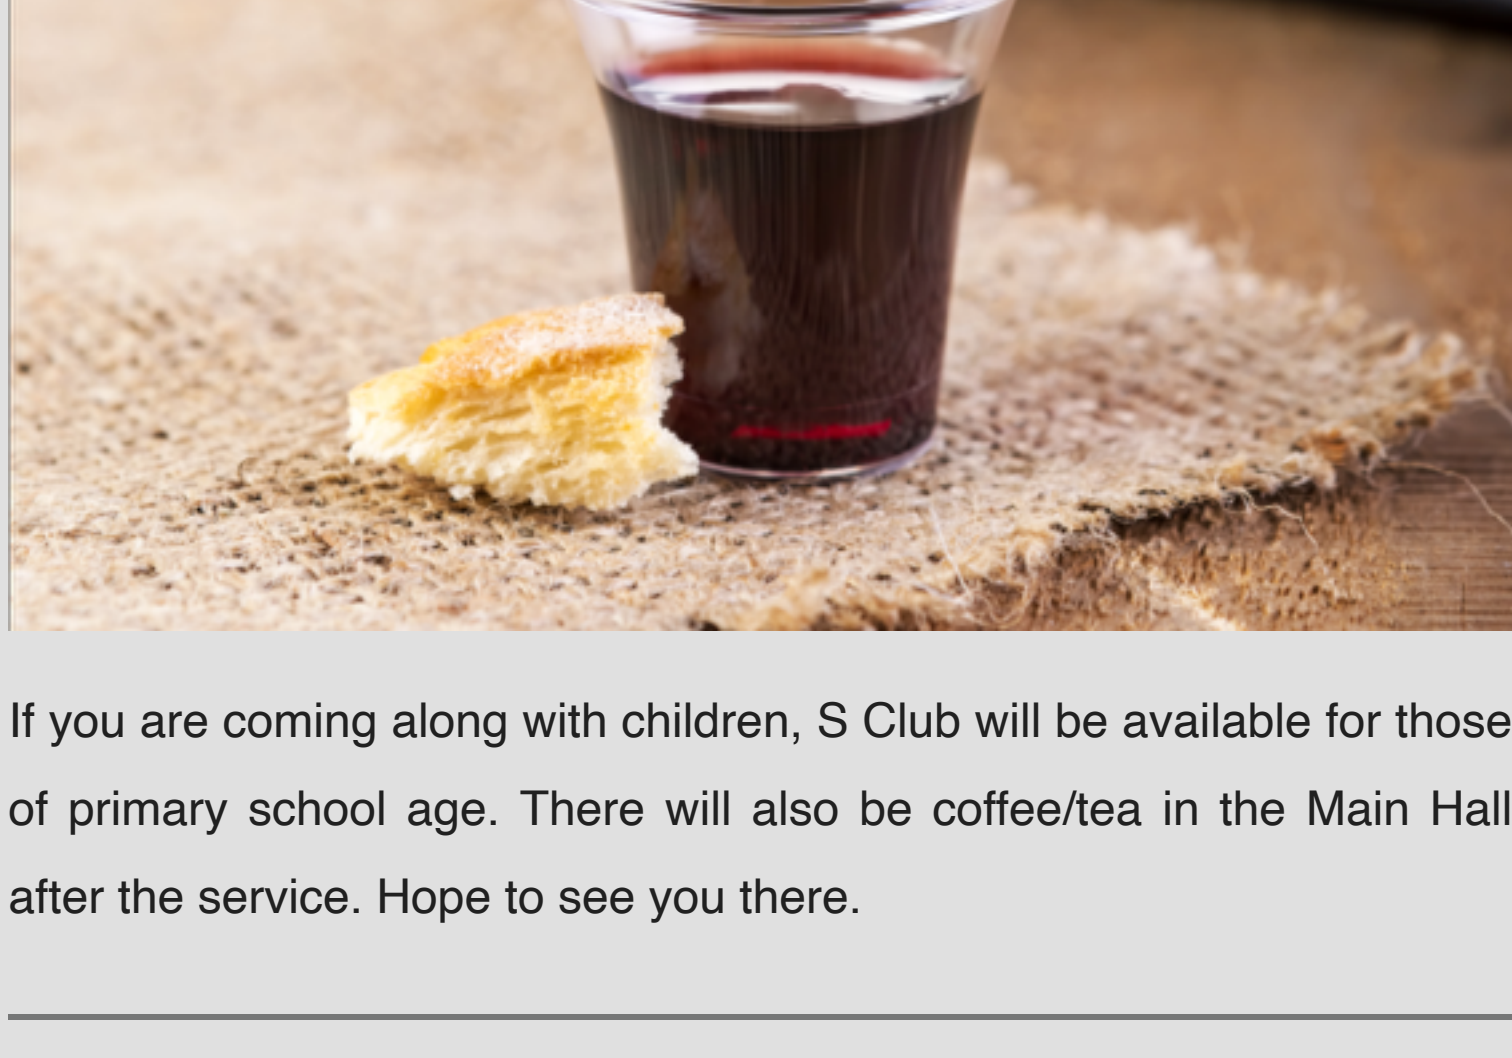 If you are coming along with children, S Club will be available for those
of primary school age. There will also be coffee/tea in the Main Hall
after the service. Hope to see you there.